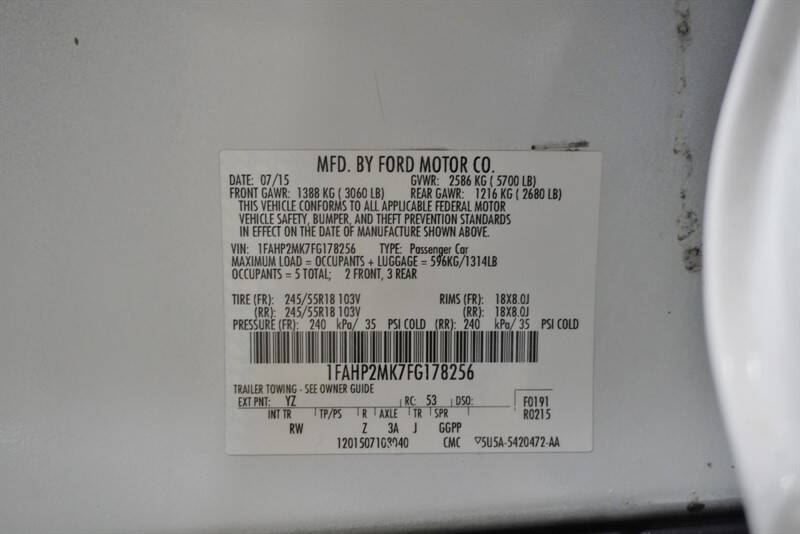 MFD. BY FORD MOTOR CO.
DATE: 07/15 GVWR: 2586 KG ( 5700 LB)
FRONT GAWR: 1388 KG ( 3060 LB) REAR GAWR: 1216 KG ( 2680 LB)
THIS VEHICLE CONFORMS TO ALL APPLICABLE FEDERAL MOTOR
VEHICLE SAFETY, BUMPER, AND THEFT PREVENTION STANDARDS
IN EFFECT ON THE DATE OF MANUFACTURE SHOWN ABOVE.
VIN: 1FAHP2MK7FG178256 TYPE: Passenger Car
MAXIMUM LOAD = OCCUPANTS + LUGGAGE = 596KG/1314LB
OCCUPANTS = 5 TOTAL; 2 FRONT, 3 REAR
TIRE (FR): 245/55R18 103V RIMS (FR): 18X8.0J
(RR): 245/55R18 103V (RR): 18X8.0J
PRESSURE (FR): 240 kPa/ 35 PSI COLD (RR): 240 kPa/ 35 PSI COLD
1FAHP2MK7FG178256
TRAILER TOWING - SEE OWNER GUIDE
EXT PNT: YZ RC: 53 DSO: F0191
INT TR TP/PS R AXLE TR SPR R0215
RW Z 3A J GGPP
1201507103040 CMC 5U5A-5420472-AA